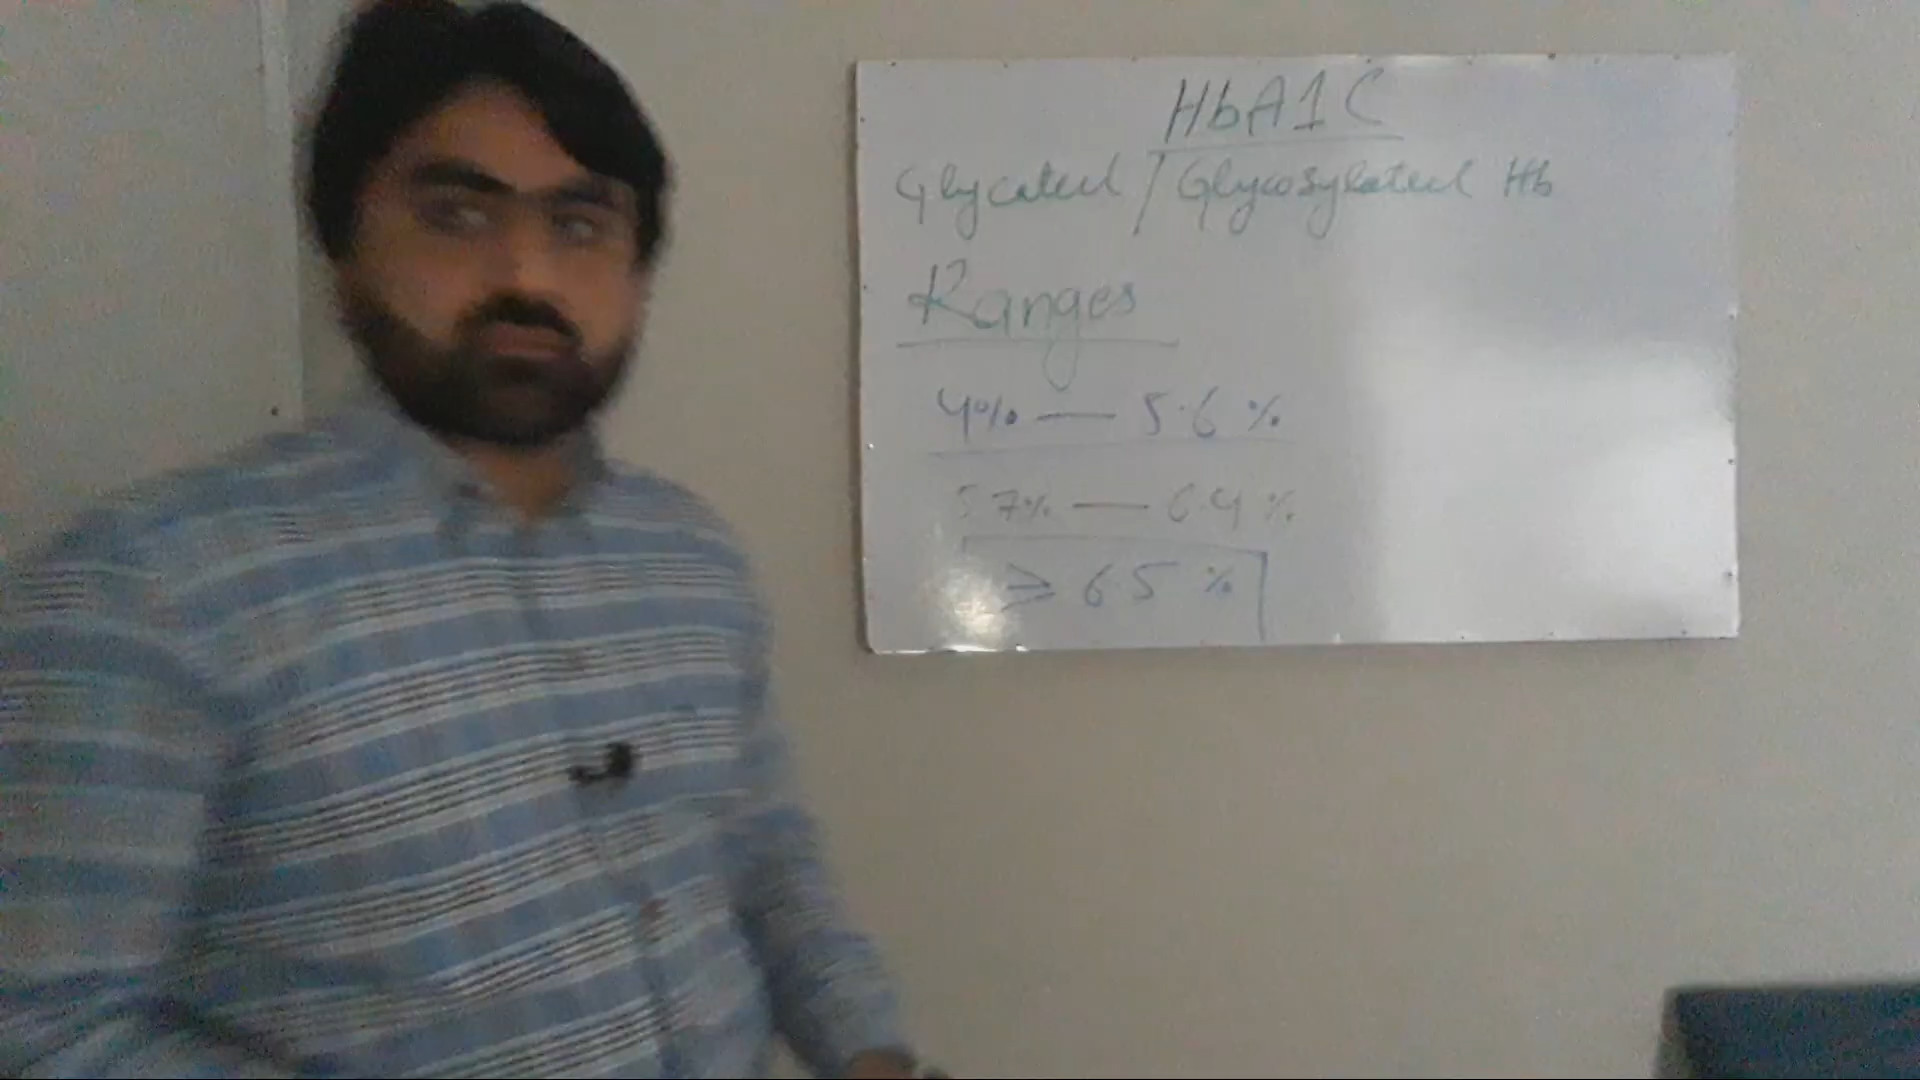 HbA1C
Glycated / Glycosylated Hb
Ranges
4% — 5.6 %
5.7% — 6.4 %
≥ 6.5 %